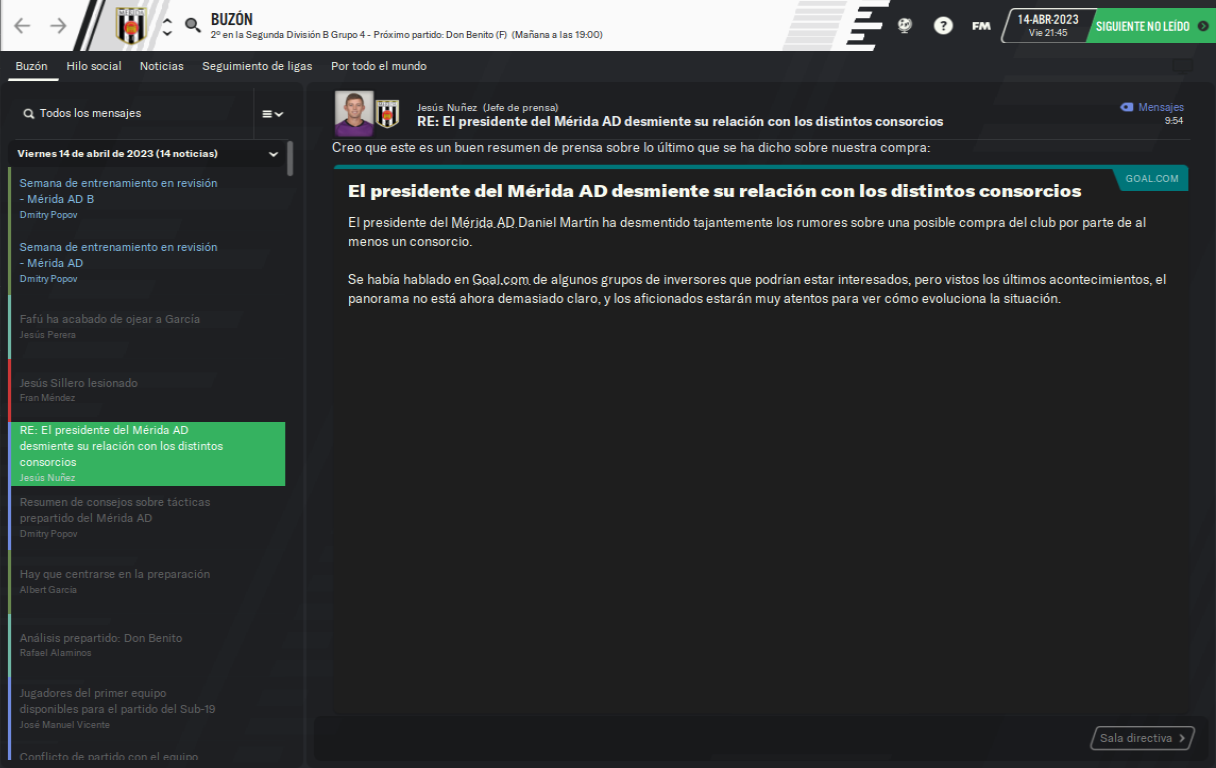 BUZÓN
2º en la Segunda División B Grupo 4 - Próximo partido: Don Benito (F) (Mañana a las 19:00)
?
FM
14-ABR-2023
Vie 21:45
SIGUIENTE NO LEÍDO
Buzón
Hilo social
Noticias
Seguimiento de ligas
Por todo el mundo
Todos los mensajes
Viernes 14 de abril de 2023 (14 noticias)
Semana de entrenamiento en revisión
- Mérida AD B
Dmitry Popov
Semana de entrenamiento en revisión
- Mérida AD
Dmitry Popov
Fafú ha acabado de ojear a García
Jesús Perera
Jesús Sillero lesionado
Fran Méndez
RE: El presidente del Mérida AD
desmiente su relación con los distintos
consorcios
Jesús Nuñez
Resumen de consejos sobre tácticas
prepartido del Mérida AD
Dmitry Popov
Hay que centrarse en la preparación
Albert García
Análisis prepartido: Don Benito
Rafael Alaminos
Jugadores del primer equipo
disponibles para el partido del Sub-19
José Manuel Vicente
Conflicto de partido con el equipo
Jesús Nuñez (Jefe de prensa)
RE: El presidente del Mérida AD desmiente su relación con los distintos consorcios
Mensajes
9:54
Creo que este es un buen resumen de prensa sobre lo último que se ha dicho sobre nuestra compra:
GOAL.COM
El presidente del Mérida AD desmiente su relación con los distintos consorcios
El presidente del Mérida AD Daniel Martín ha desmentido tajantemente los rumores sobre una posible compra del club por parte de al
menos un consorcio.
Se había hablado en Goal.com de algunos grupos de inversores que podrían estar interesados, pero vistos los últimos acontecimientos, el
panorama no está ahora demasiado claro, y los aficionados estarán muy atentos para ver cómo evoluciona la situación.
Sala directiva